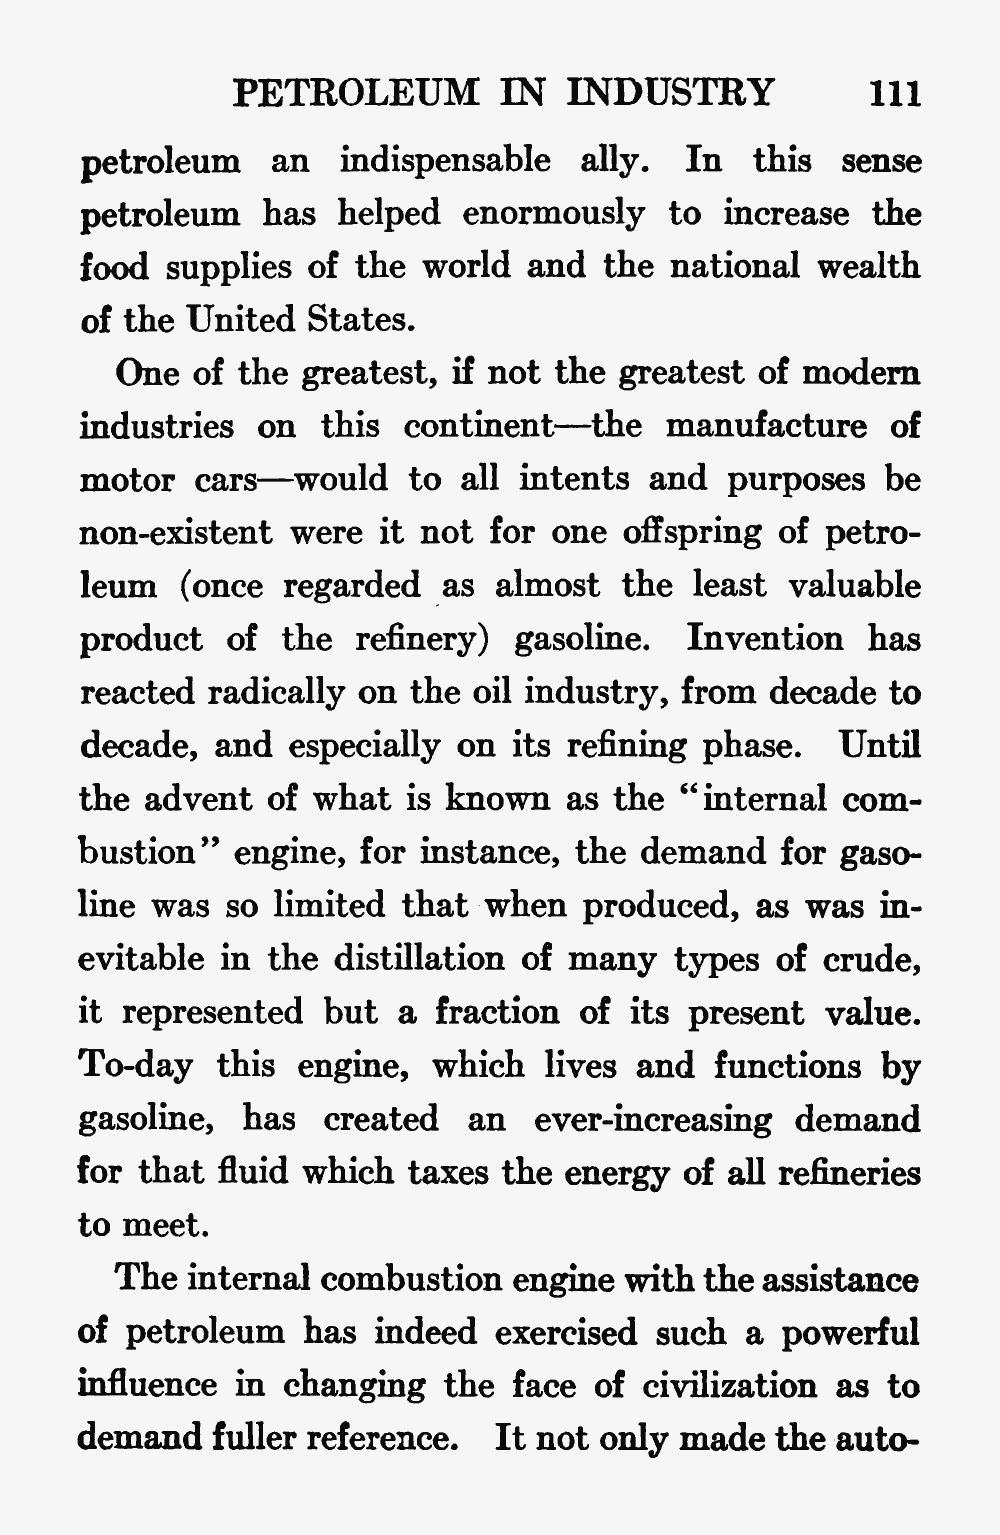 PETROLEUM IN INDUSTRY 111
petroleum an indispensable ally. In this sense
petroleum has helped enormously to increase the
food supplies of the world and the national wealth
of the United States.
One of the greatest, if not the greatest of modern
industries on this continent—the manufacture of
motor cars—would to all intents and purposes be
non-existent were it not for one offspring of petro-
leum (once regarded as almost the least valuable
product of the refinery) gasoline. Invention has
reacted radically on the oil industry, from decade to
decade, and especially on its refining phase. Until
the advent of what is known as the “internal com-
bustion” engine, for instance, the demand for gaso-
line was so limited that when produced, as was in-
evitable in the distillation of many types of crude,
it represented but a fraction of its present value.
To-day this engine, which lives and functions by
gasoline, has created an ever-increasing demand
for that fluid which taxes the energy of all refineries
to meet.
The internal combustion engine with the assistance
of petroleum has indeed exercised such a powerful
influence in changing the face of civilization as to
demand fuller reference. It not only made the auto-